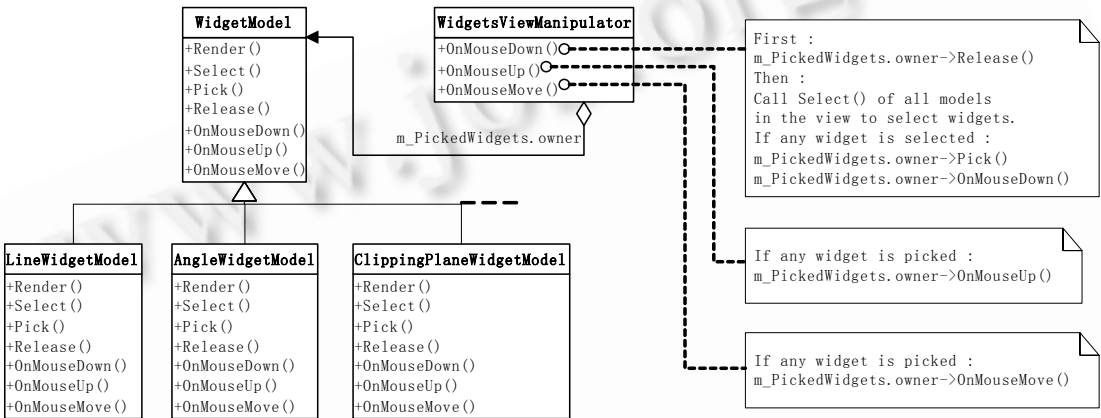 WidgetModel
+Render()
+Select()
+Pick()
+Release()
+OnMouseDown()
+OnMouseUp()
+OnMouseMove()
WidgetsViewManipulator
+OnMouseDown()
+OnMouseUp()
+OnMouseMove()
m_PickedWidgets.owner
First :
m_PickedWidgets.owner->Release()
Then :
Call Select() of all models
in the view to select widgets.
If any widget is selected :
m_PickedWidgets.owner->Pick()
m_PickedWidgets.owner->OnMouseDown()
If any widget is picked :
m_PickedWidgets.owner->OnMouseUp()
If any widget is picked :
m_PickedWidgets.owner->OnMouseMove()
LineWidgetModel
+Render()
+Select()
+Pick()
+Release()
+OnMouseDown()
+OnMouseUp()
+OnMouseMove()
AngleWidgetModel
+Render()
+Select()
+Pick()
+Release()
+OnMouseDown()
+OnMouseUp()
+OnMouseMove()
ClippingPlaneWidgetModel
+Render()
+Select()
+Pick()
+Release()
+OnMouseDown()
+OnMouseUp()
+OnMouseMove()